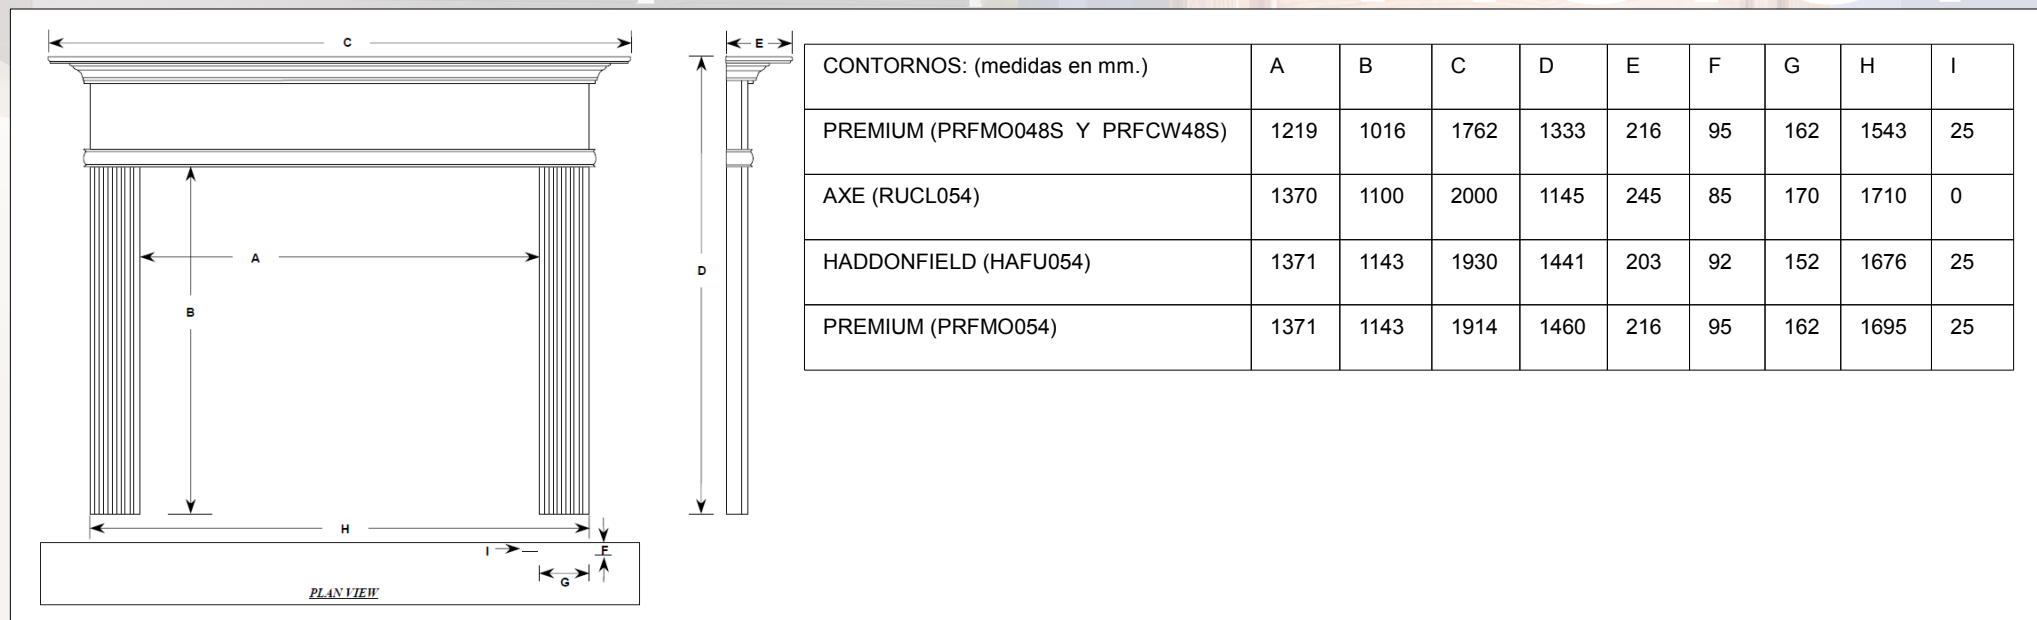 C
E
A
B
D
H
I
F
G
PLAN VIEW
CONTORNOS: (medidas en mm.) A B C D E F G H I
PREMIUM (PRFMO048S Y PRFCW48S) 1219 1016 1762 1333 216 95 162 1543 25
AXE (RUCL054) 1370 1100 2000 1145 245 85 170 1710 0
HADDONFIELD (HAFU054) 1371 1143 1930 1441 203 92 152 1676 25
PREMIUM (PRFMO054) 1371 1143 1914 1460 216 95 162 1695 25